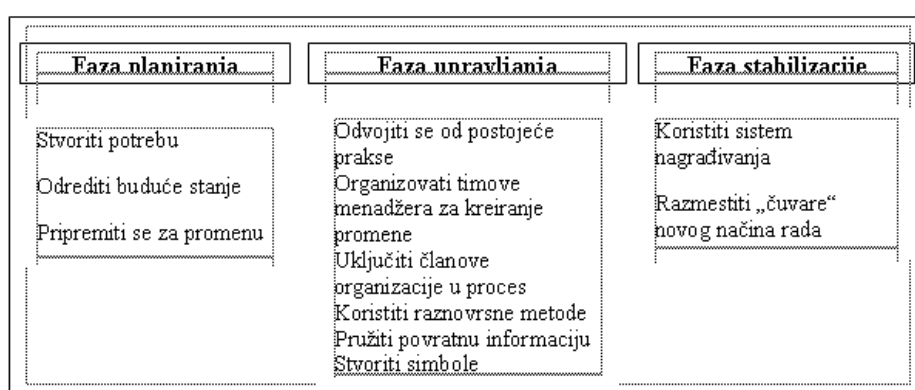 Faza planiranja
Stvoriti potrebu
Odrediti buduće stanje
Pripremiti se za promenu
Faza upravljanja
Odvojiti se od postojeće
prakse
Organizovati timove
menadžera za kreiranje
promene
Uključiti članove
organizacije u proces
Koristiti raznovrsne metode
Pružiti povratnu informaciju
Stvoriti simbole
Faza stabilizacije
Koristiti sistem
nagrađivanja
Razmestiti „čuvare“
novog načina rada